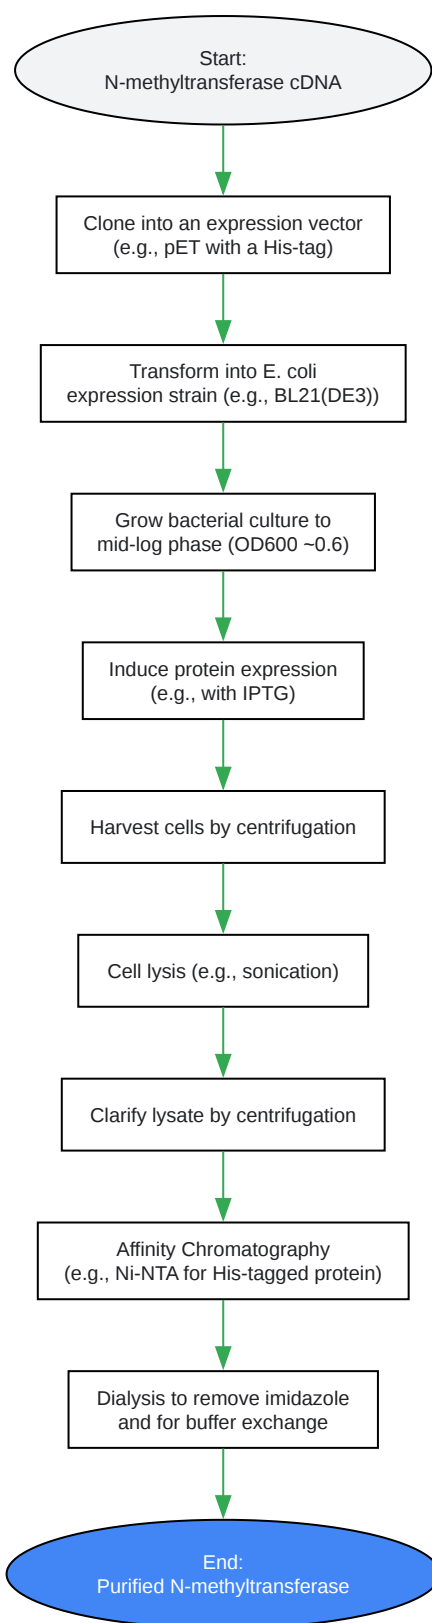 Start:
N-methyltransferase cDNA
Clone into an expression vector
(e.g., pET with a His-tag)
Transform into E. coli
expression strain (e.g., BL21(DE3))
Grow bacterial culture to
mid-log phase (OD600 ~0.6)
Induce protein expression
(e.g., with IPTG)
Harvest cells by centrifugation
Cell lysis (e.g., sonication)
Clarify lysate by centrifugation
Affinity Chromatography
(e.g., Ni-NTA for His-tagged protein)
Dialysis to remove imidazole
and for buffer exchange
End:
Purified N-methyltransferase